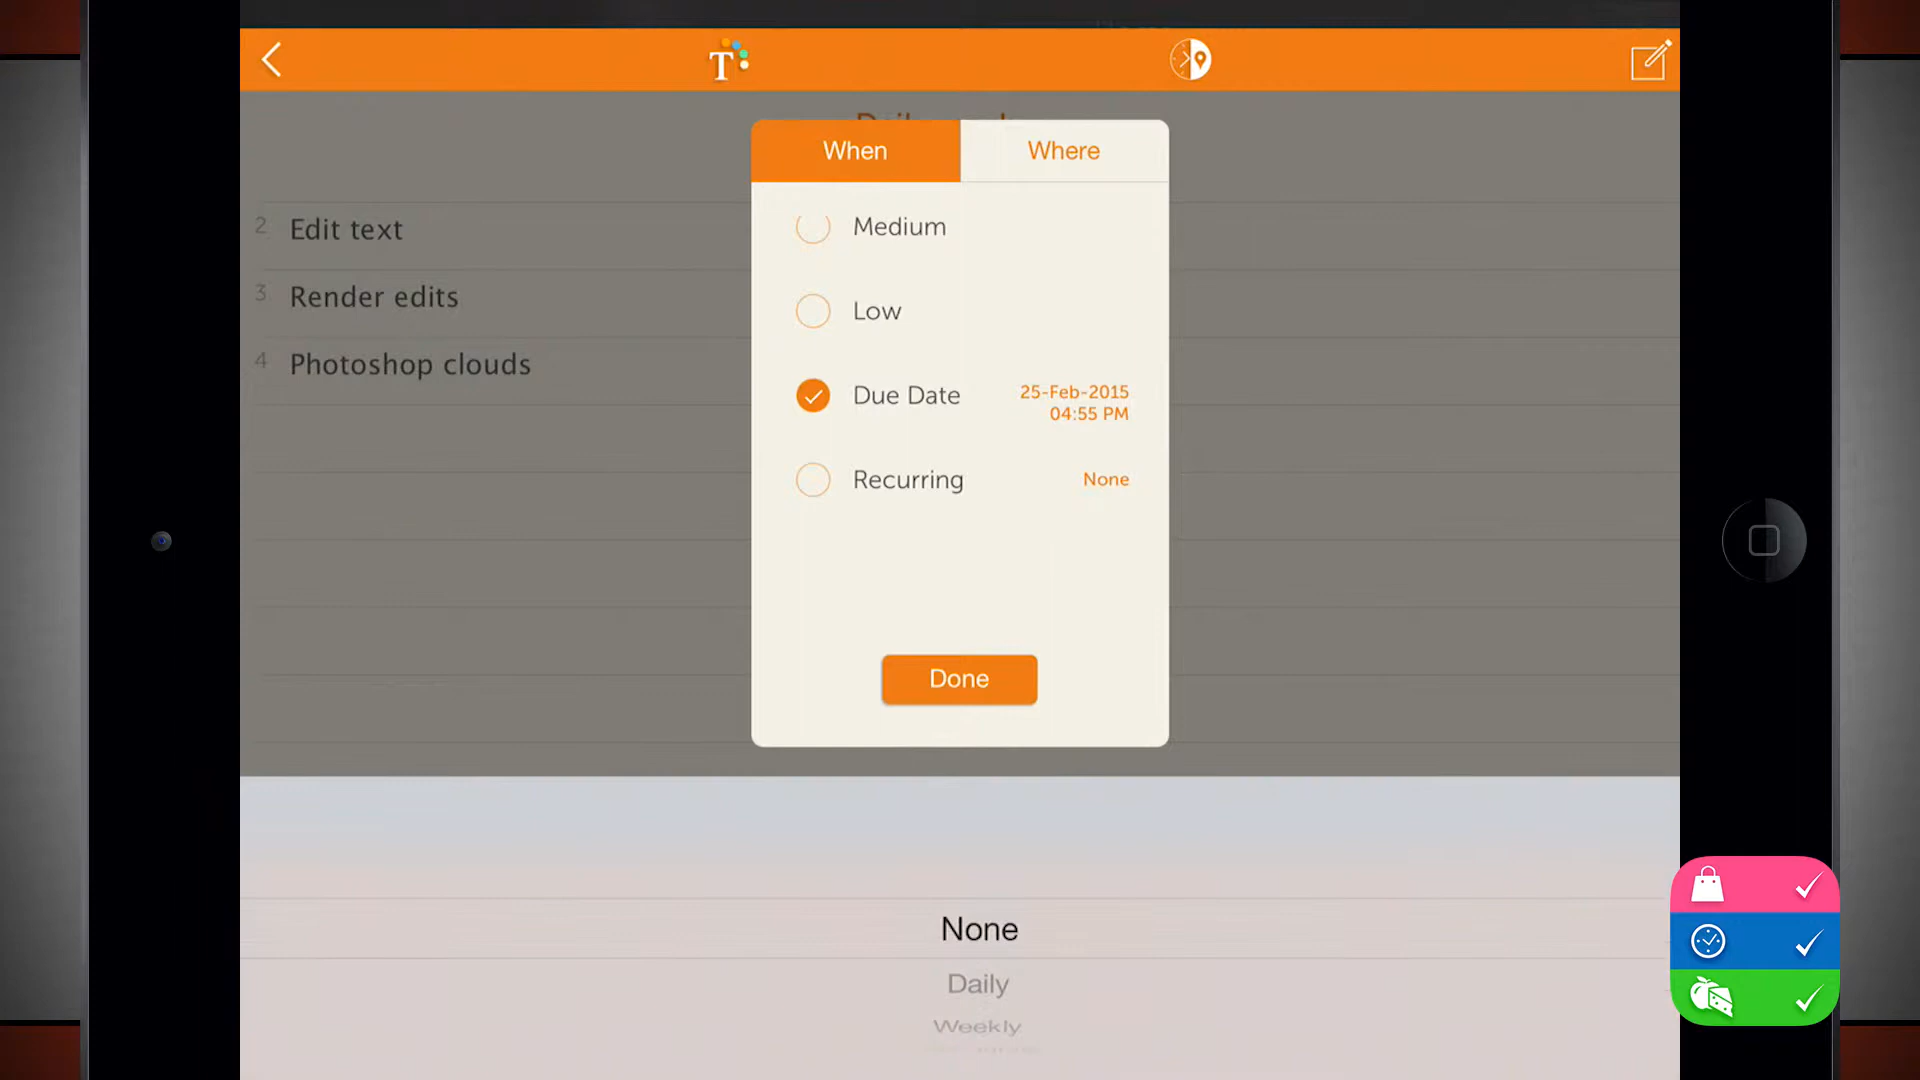 T
When
Where
2 Edit text
Medium
3 Render edits
Low
4 Photoshop clouds
Due Date 25-Feb-2015
04:55 PM
Recurring None
Done
None
Daily
Weekly